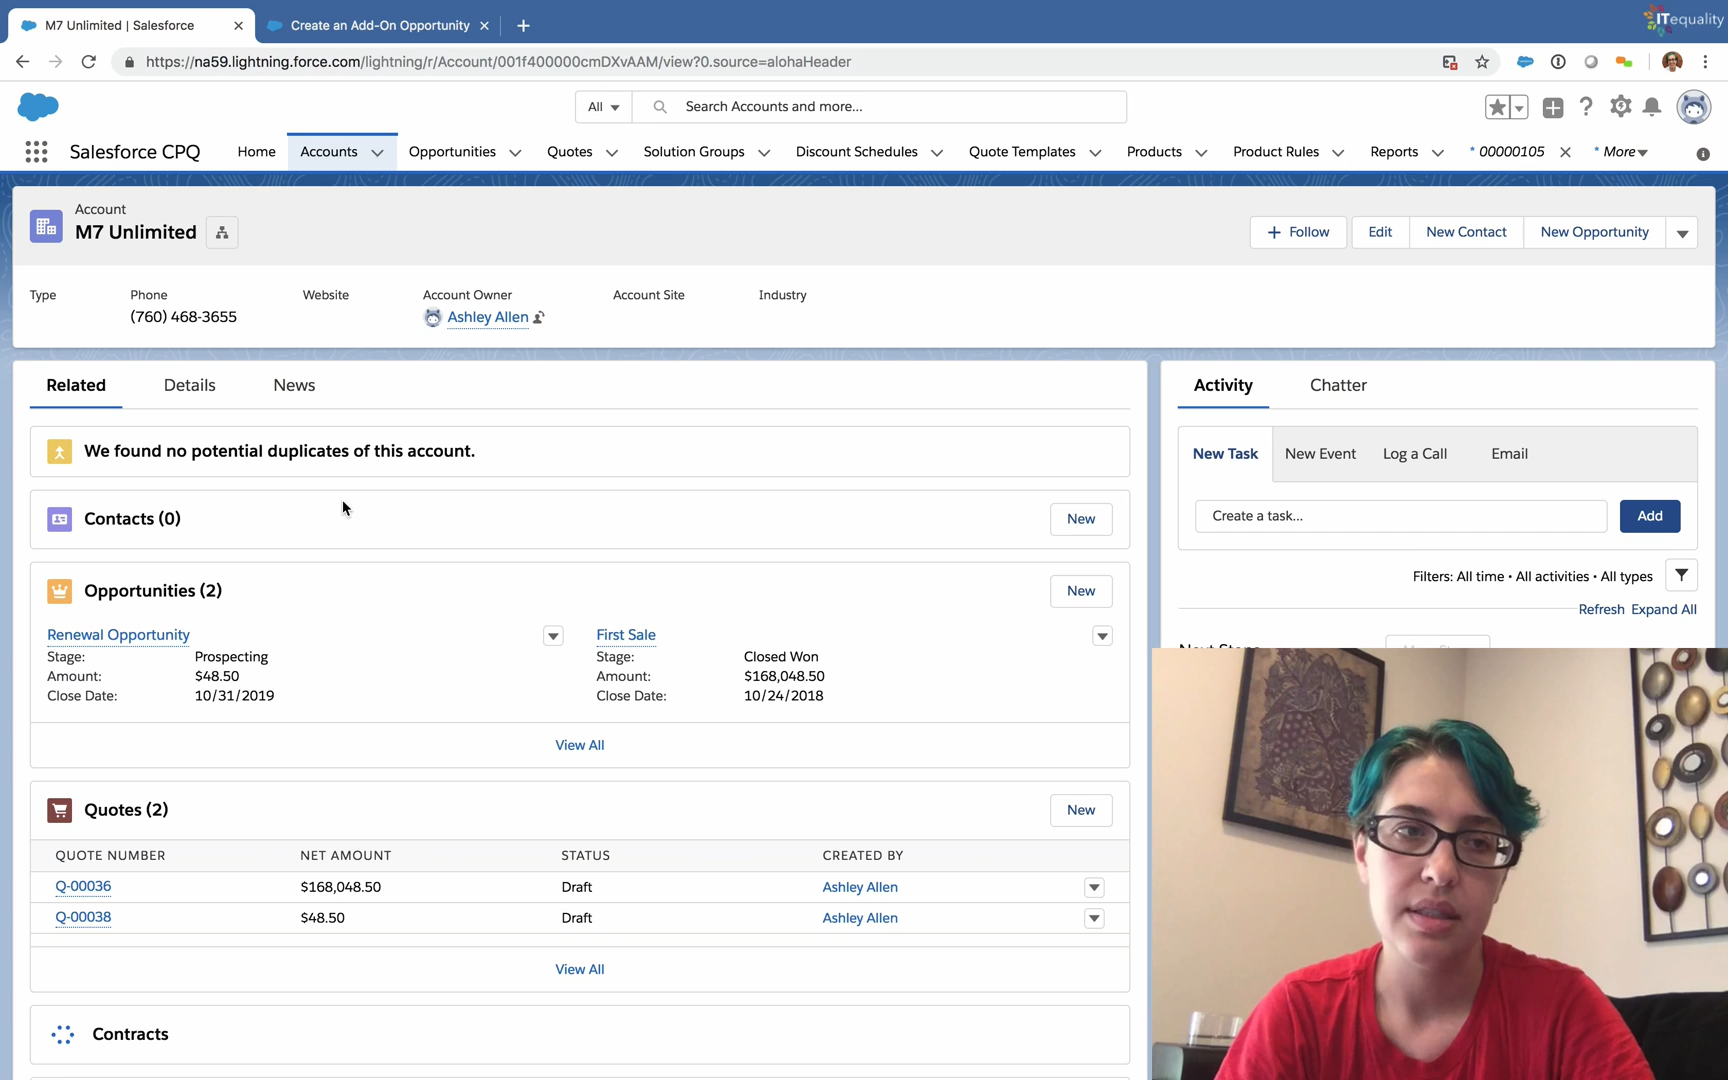 M7 Unlimited | Salesforce
Create an Add-On Opportunity
ITequality
https://na59.lightning.force.com/lightning/r/Account/001f400000cmDXvAAM/view?0.source=alohaHeader
All
Search Accounts and more...
Salesforce CPQ
Home
Accounts
Opportunities
Quotes
Solution Groups
Discount Schedules
Quote Templates
Products
Product Rules
Reports
* 00000105
* More
Account
M7 Unlimited
+ Follow
Edit
New Contact
New Opportunity
Type
Phone
Website
Account Owner
Account Site
Industry
(760) 468-3655
Ashley Allen
Related
Details
News
We found no potential duplicates of this account.
Contacts (0)
New
Opportunities (2)
New
Renewal Opportunity
Stage: Prospecting
Amount: $48.50
Close Date: 10/31/2019
First Sale
Stage: Closed Won
Amount: $168,048.50
Close Date: 10/24/2018
View All
Quotes (2)
New
QUOTE NUMBER NET AMOUNT STATUS CREATED BY
Q-00036 $168,048.50 Draft Ashley Allen
Q-00038 $48.50 Draft Ashley Allen
View All
Contracts
Activity
Chatter
New Task
New Event
Log a Call
Email
Create a task...
Add
Filters: All time • All activities • All types
Refresh Expand All